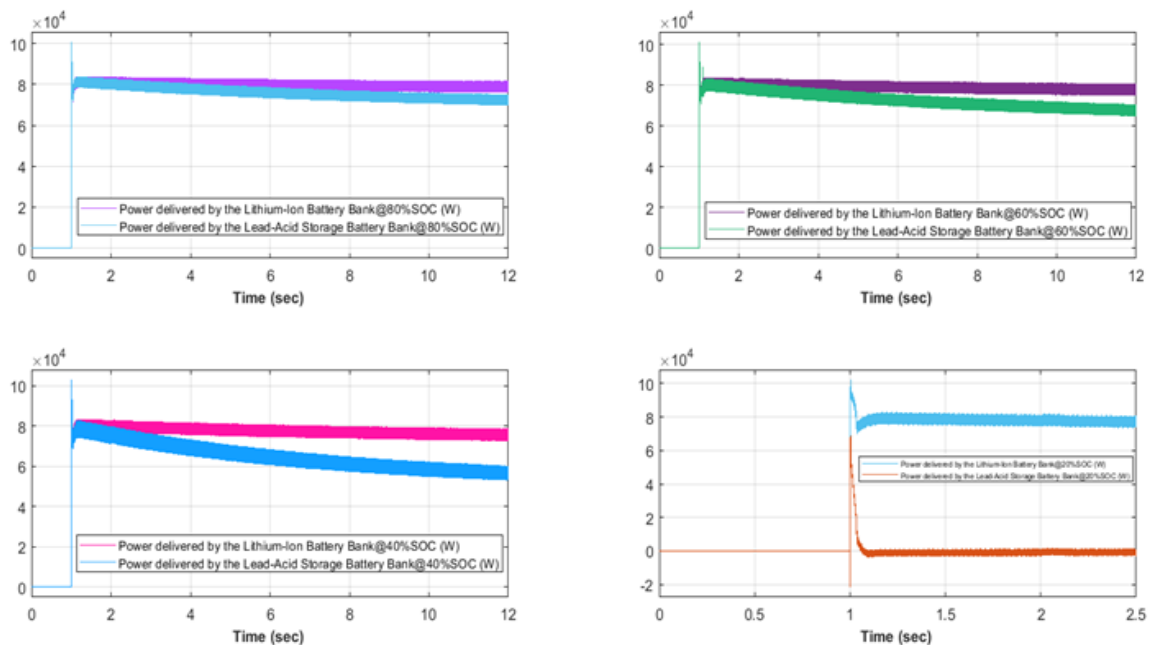 ×10⁴
10
8
6
4
2
0
Power delivered by the Lithium-Ion Battery Bank@80%SOC (W)
Power delivered by the Lead-Acid Storage Battery Bank@80%SOC (W)
0 2 4 6 8 10 12
Time (sec)
×10⁴
10
8
6
4
2
0
Power delivered by the Lithium-Ion Battery Bank@60%SOC (W)
Power delivered by the Lead-Acid Storage Battery Bank@60%SOC (W)
0 2 4 6 8 10 12
Time (sec)
×10⁴
10
8
6
4
2
0
Power delivered by the Lithium-Ion Battery Bank@40%SOC (W)
Power delivered by the Lead-Acid Storage Battery Bank@40%SOC (W)
0 2 4 6 8 10 12
Time (sec)
×10⁴
10
8
6
4
2
0
-2
Power delivered by the Lithium-Ion Battery Bank@20%SOC (W)
Power delivered by the Lead-Acid Storage Battery Bank@20%SOC (W)
0 0.5 1 1.5 2 2.5
Time (sec)